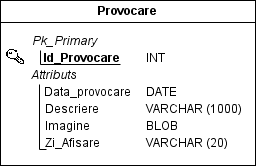 Provocare
Pk_Primary
Id_Provocare INT
Attributs
Data_provocare DATE
Descriere VARCHAR (1000)
Imagine BLOB
Zi_Afisare VARCHAR (20)